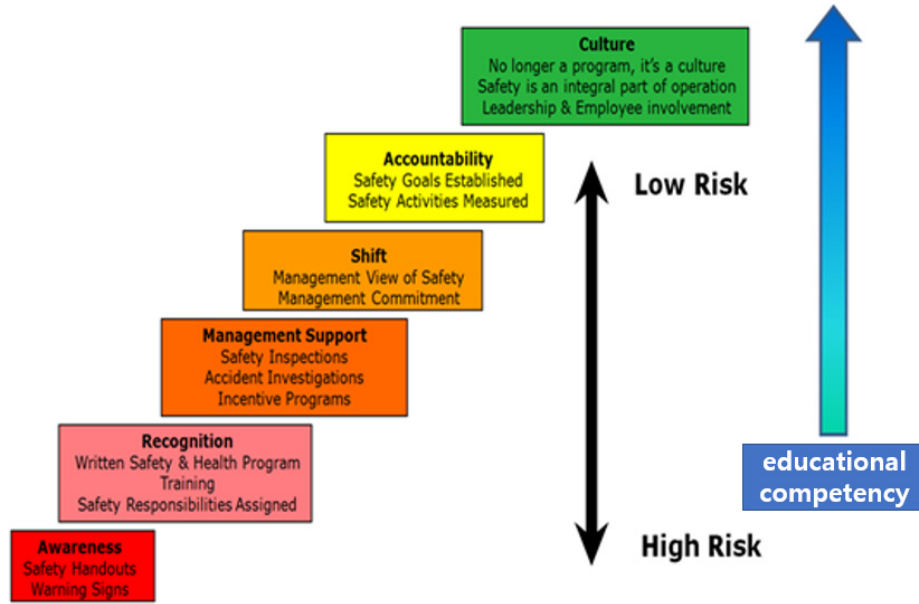 Culture
No longer a program, it's a culture
Safety is an integral part of operation
Leadership & Employee involvement
Accountability
Safety Goals Established
Safety Activities Measured
Low Risk
Shift
Management View of Safety
Management Commitment
Management Support
Safety Inspections
Accident Investigations
Incentive Programs
Recognition
Written Safety & Health Program
Training
Safety Responsibilities Assigned
educational
competency
High Risk
Awareness
Safety Handouts
Warning Signs